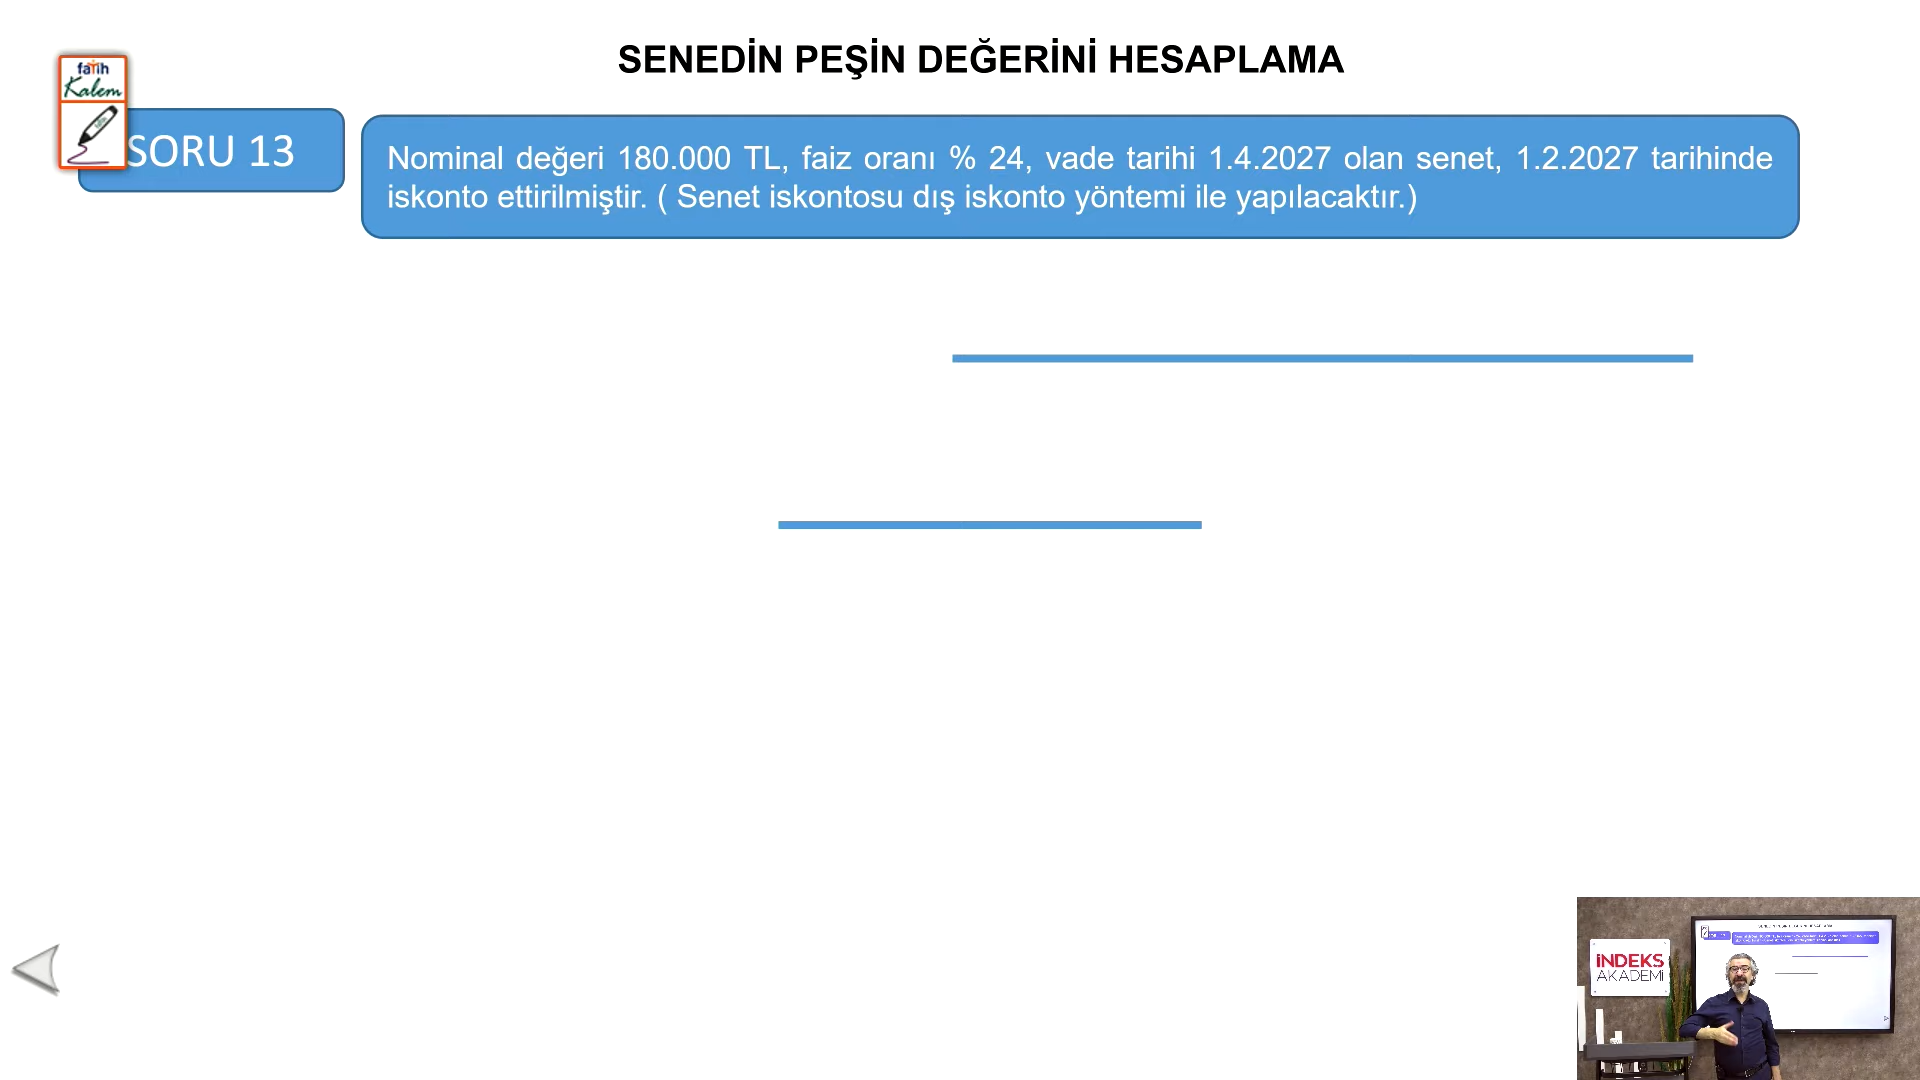 SENEDİN PEŞİN DEĞERİNİ HESAPLAMA
fatih
Kalem
SORU 13
Nominal değeri 180.000 TL, faiz oranı % 24, vade tarihi 1.4.2027 olan senet, 1.2.2027 tarihinde
iskonto ettirilmiştir. ( Senet iskontosu dış iskonto yöntemi ile yapılacaktır.)
İNDEKS
AKADEMİ